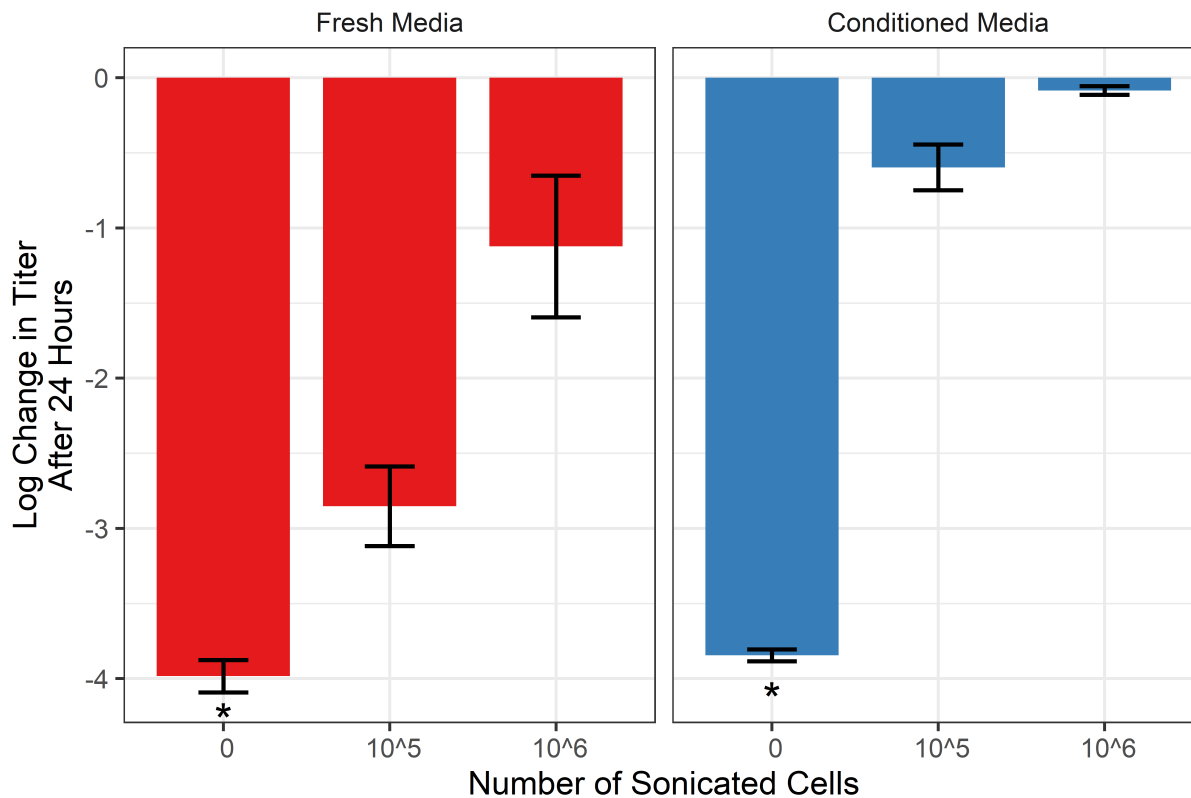 Fresh Media
Conditioned Media
0
-1
-2
-3
-4
Log Change in Titer
After 24 Hours
*
*
0
10^5
10^6
0
10^5
10^6
Number of Sonicated Cells